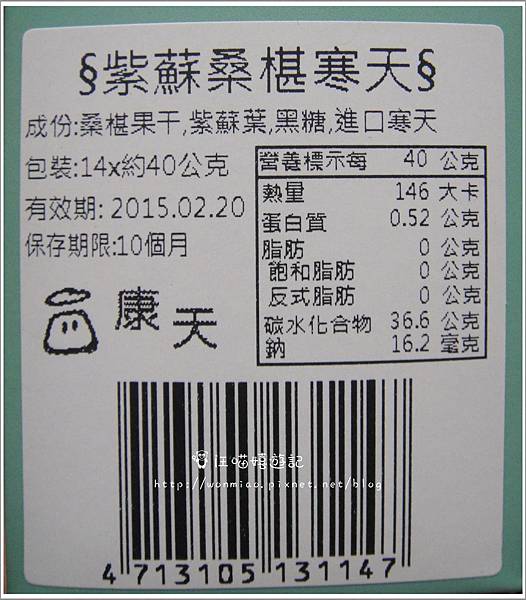 §紫蘇桑椹寒天§
成份:桑椹果干,紫蘇葉,黑糖,進口寒天
包裝:14x約40公克
有效期: 2015.02.20
保存期限:10個月
康天
營養標示每 40 公克
熱量 146 大卡
蛋白質 0.52 公克
脂肪 0 公克
飽和脂肪 0 公克
反式脂肪 0 公克
碳水化合物 36.6 公克
鈉 16.2 毫克
汪喵嬉遊記
http://wonmiao.pixnet.net/blog
4 713105 131147